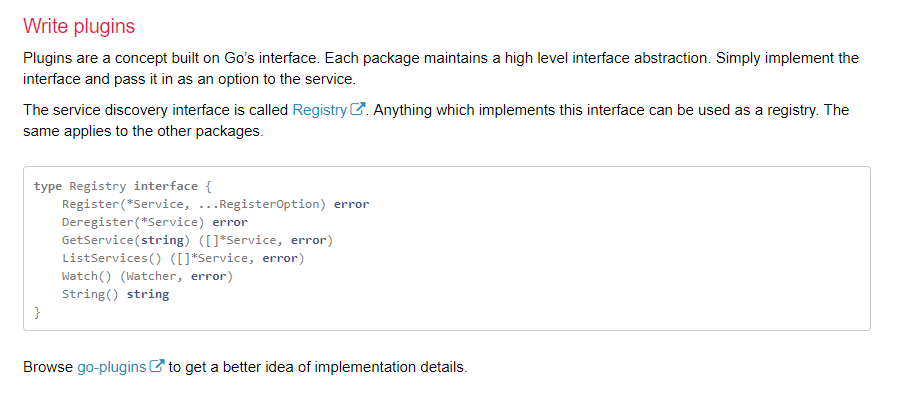 Write plugins
Plugins are a concept built on Go's interface. Each package maintains a high level interface abstraction. Simply implement the
interface and pass it in as an option to the service.
The service discovery interface is called Registry. Anything which implements this interface can be used as a registry. The
same applies to the other packages.
type Registry interface {
    Register(*Service, ...RegisterOption) error
    Deregister(*Service) error
    GetService(string) ([]*Service, error)
    ListServices() ([]*Service, error)
    Watch() (Watcher, error)
    String() string
}
Browse go-plugins to get a better idea of implementation details.